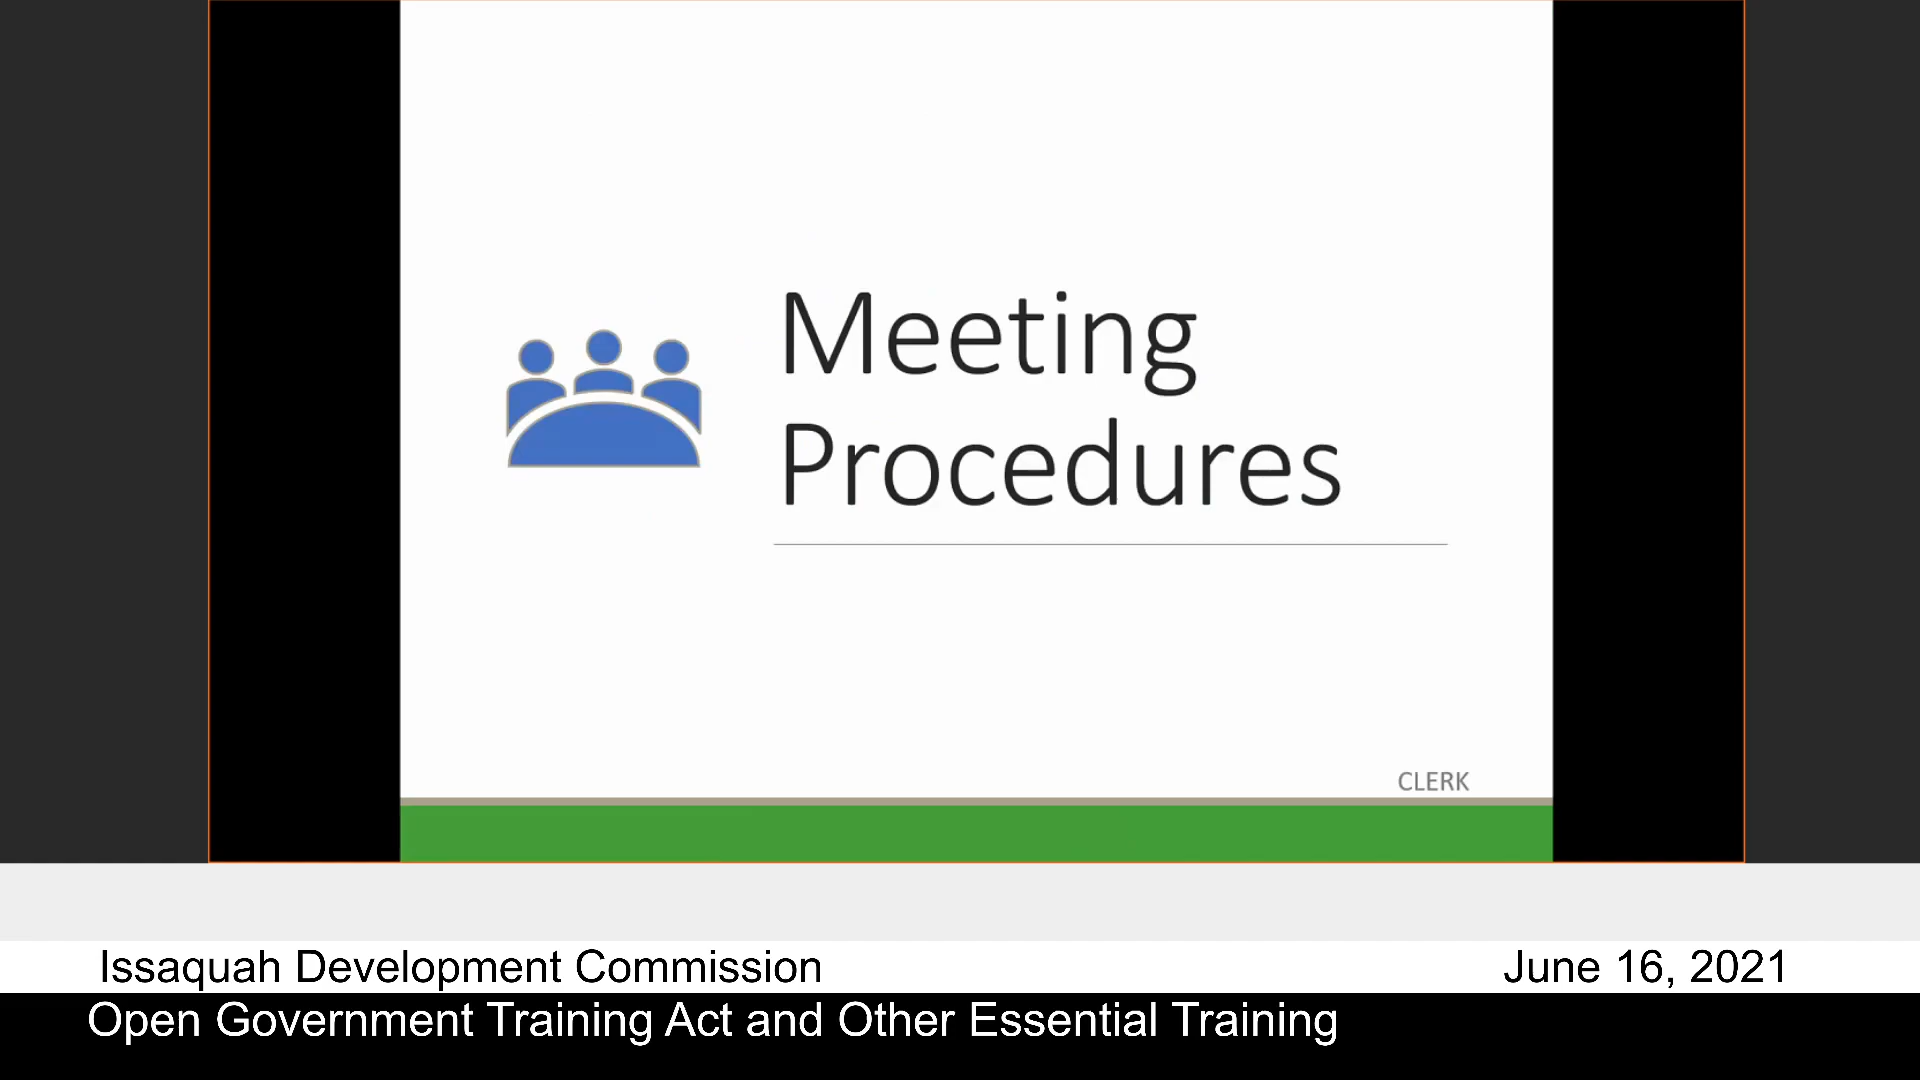 Meeting
Procedures
CLERK
Issaquah Development Commission
June 16, 2021
Open Government Training Act and Other Essential Training